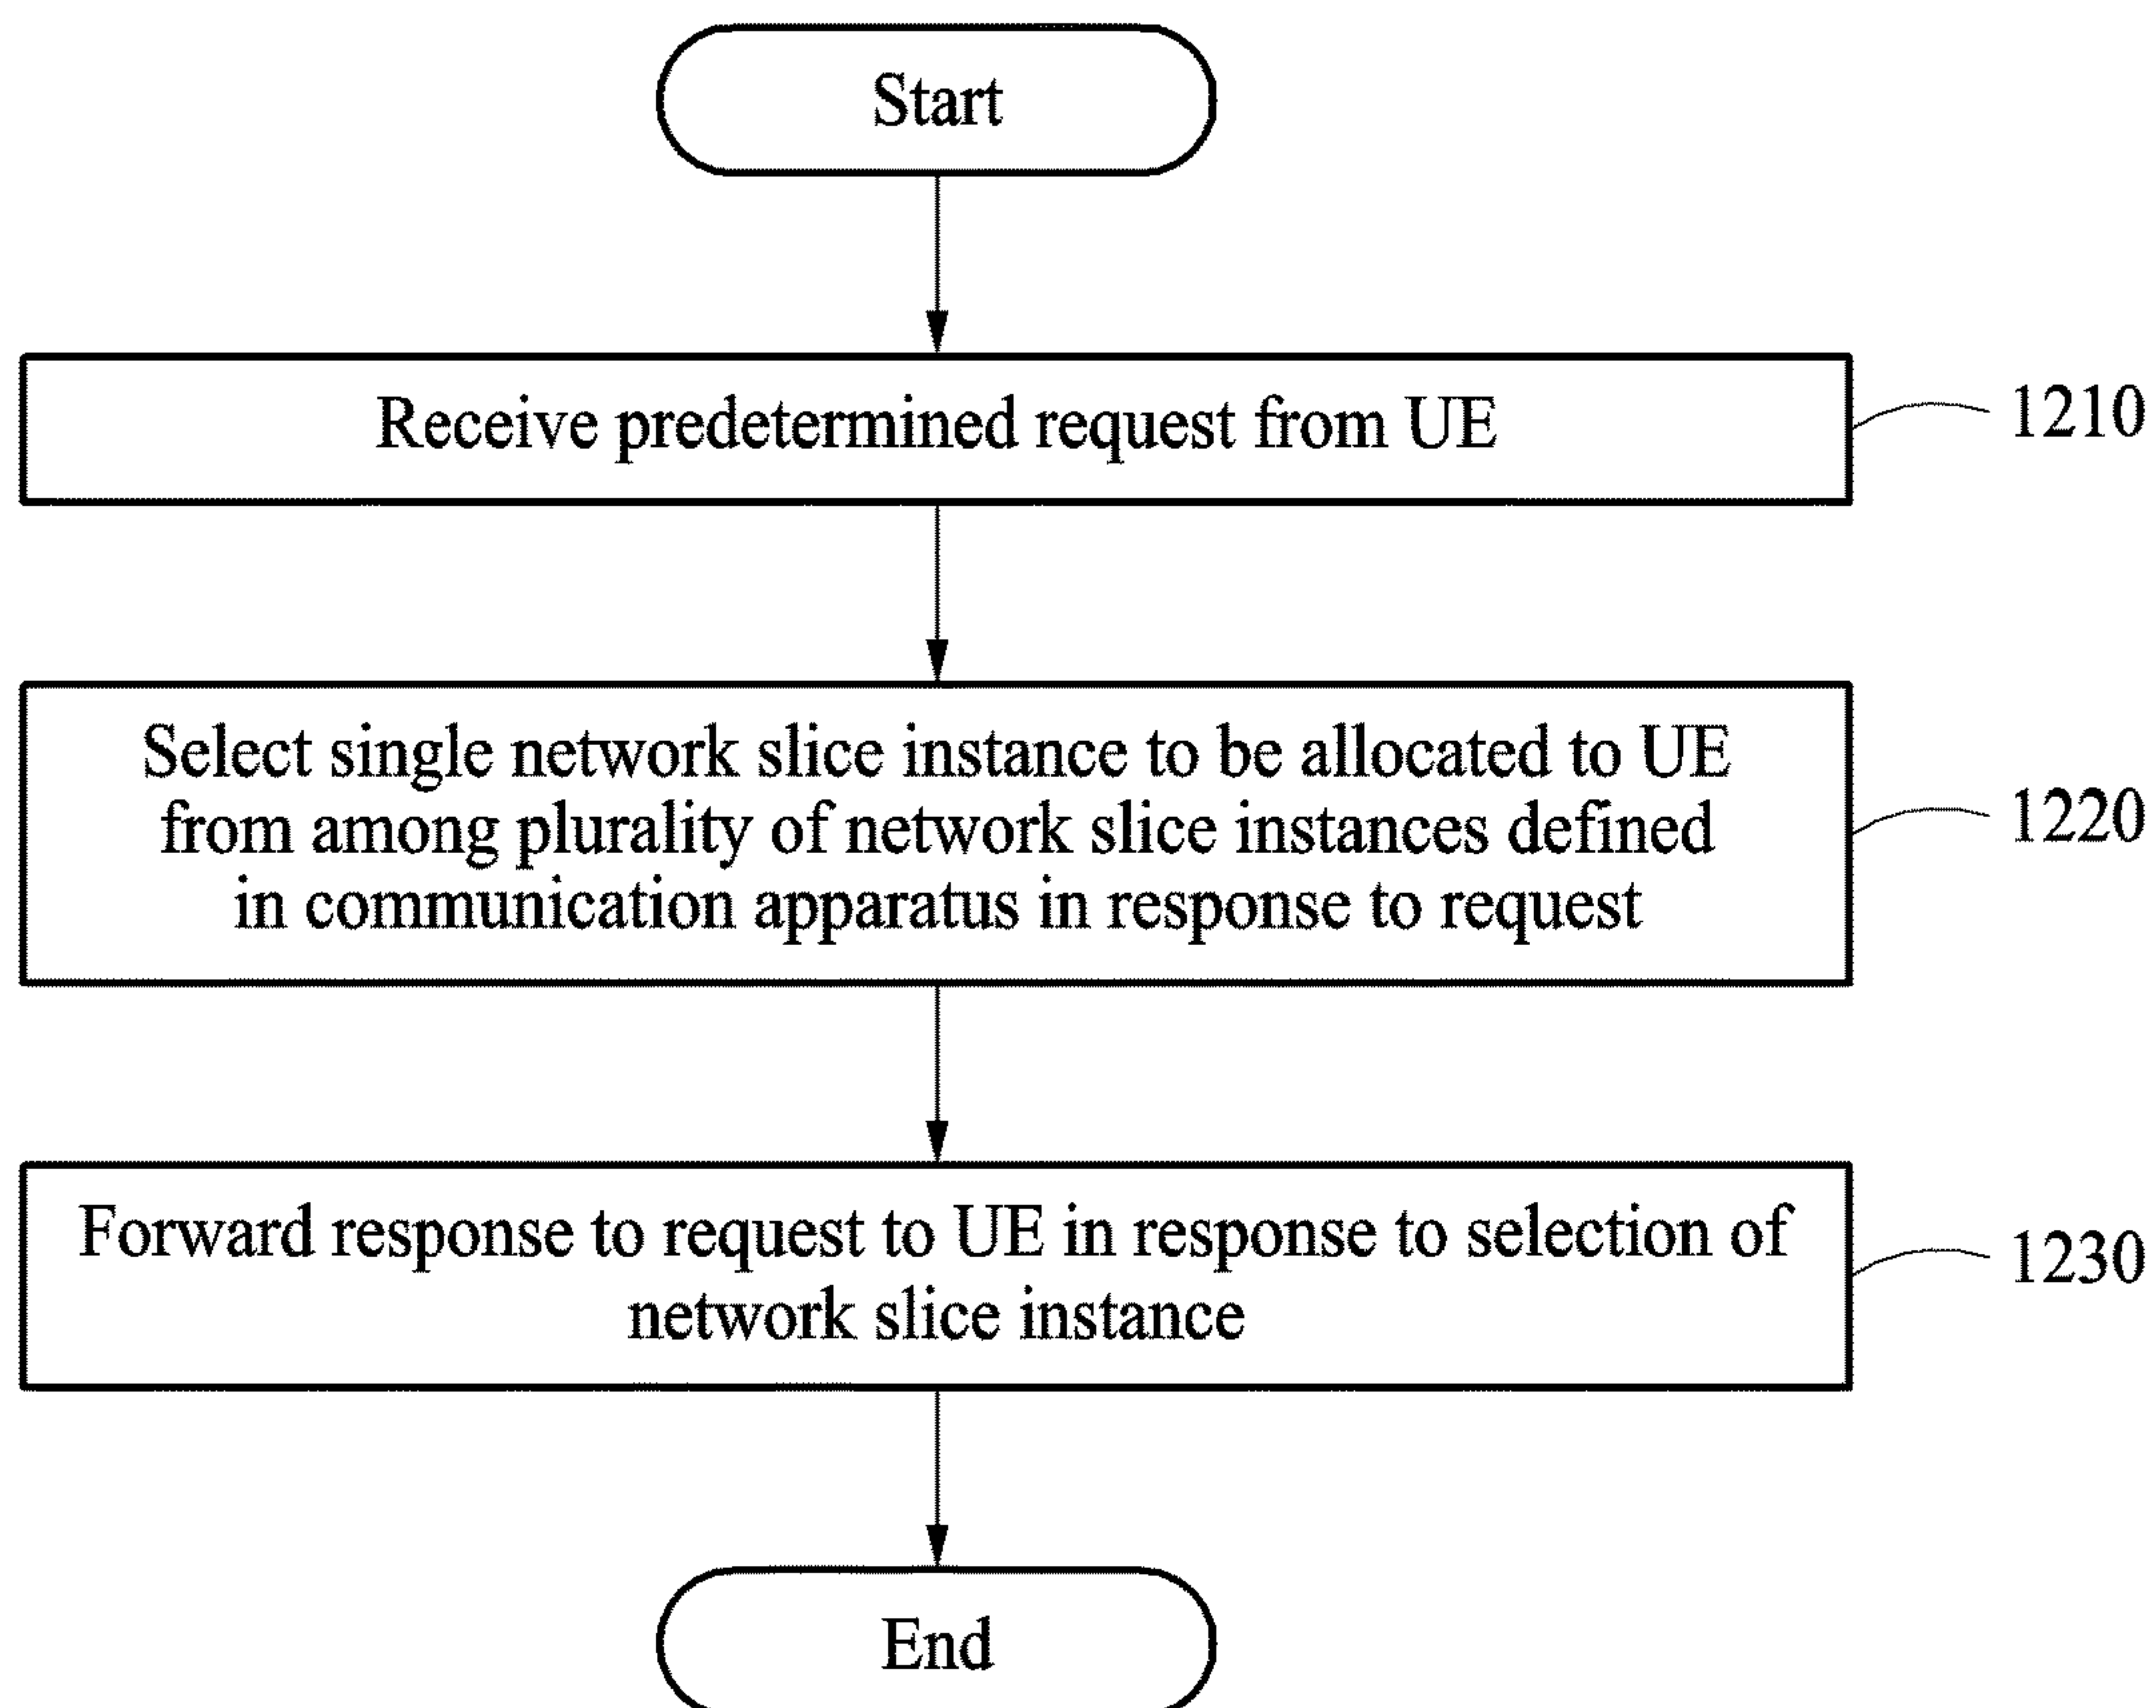 Start
Receive predetermined request from UE
1210
Select single network slice instance to be allocated to UE
from among plurality of network slice instances defined
in communication apparatus in response to request
1220
Forward response to request to UE in response to selection of
network slice instance
1230
End